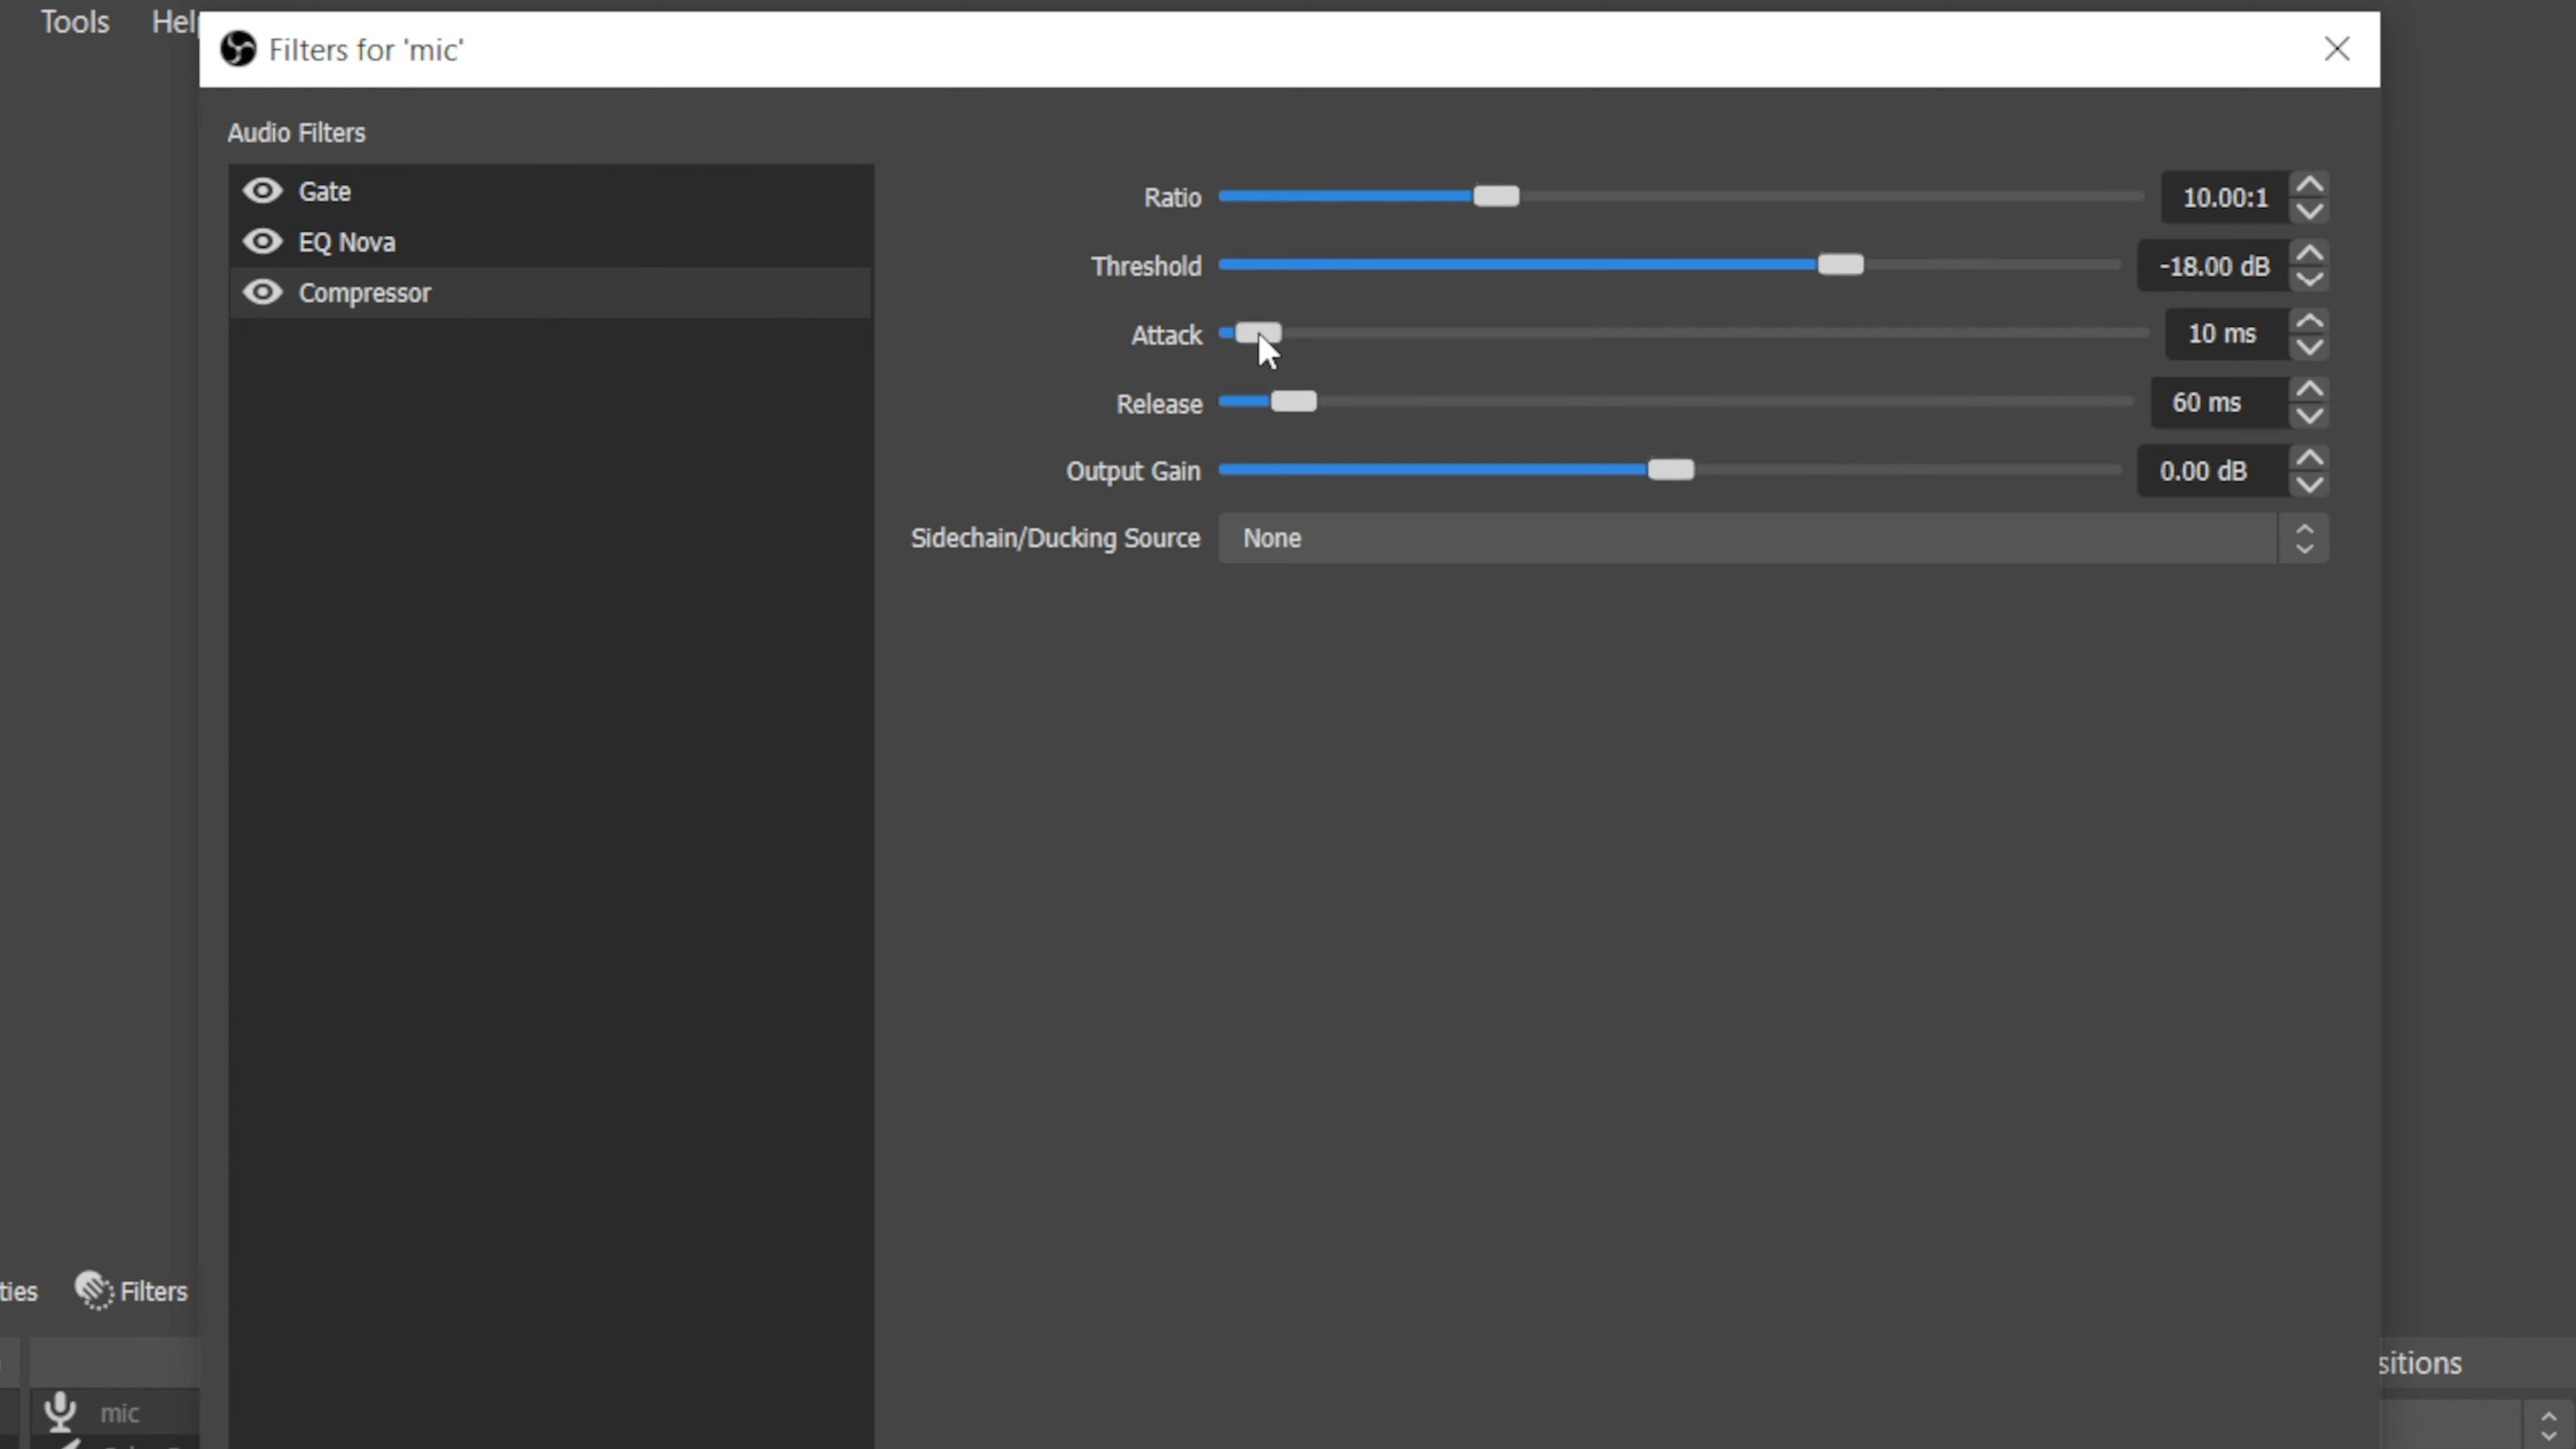 Tools Help
Filters for 'mic'
Audio Filters
Gate
EQ Nova
Compressor
Ratio 10.00:1
Threshold -18.00 dB
Attack 10 ms
Release 60 ms
Output Gain 0.00 dB
Sidechain/Ducking Source None
ties Filters
sitions
mic